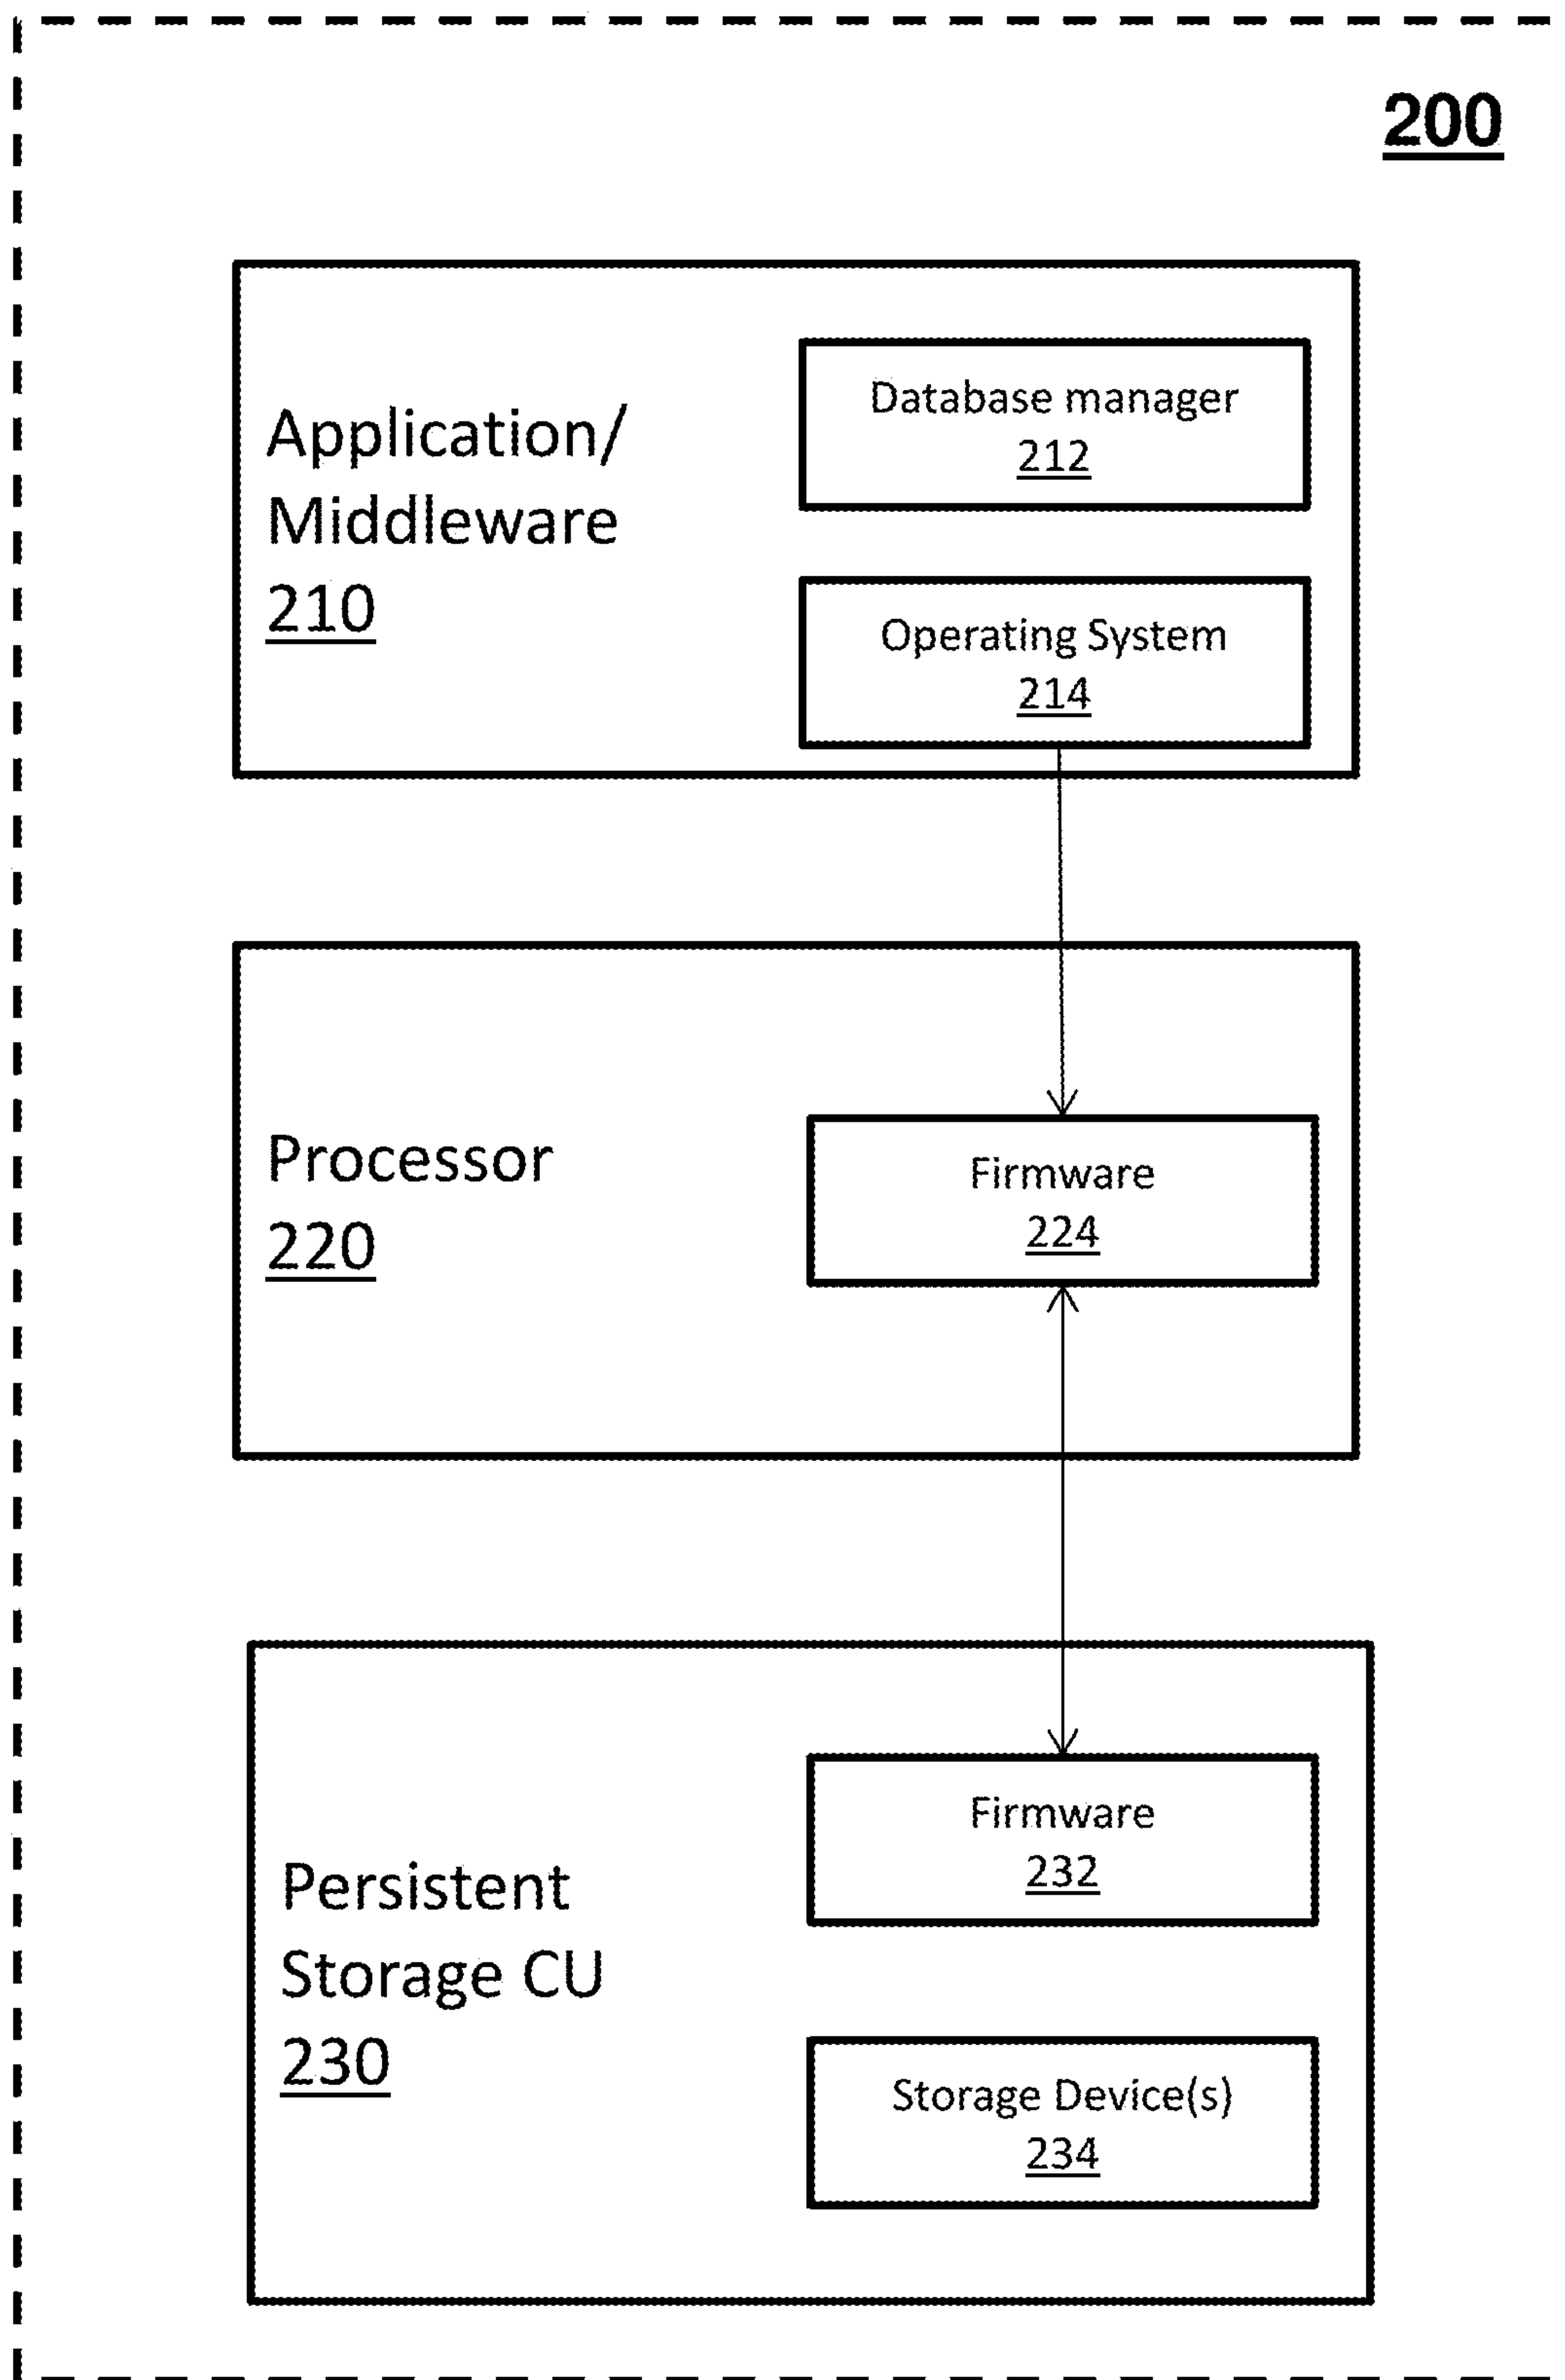 200
Application/
Middleware
210
Database manager
212
Operating System
214
Processor
220
Firmware
224
Persistent
Storage CU
230
Firmware
232
Storage Device(s)
234